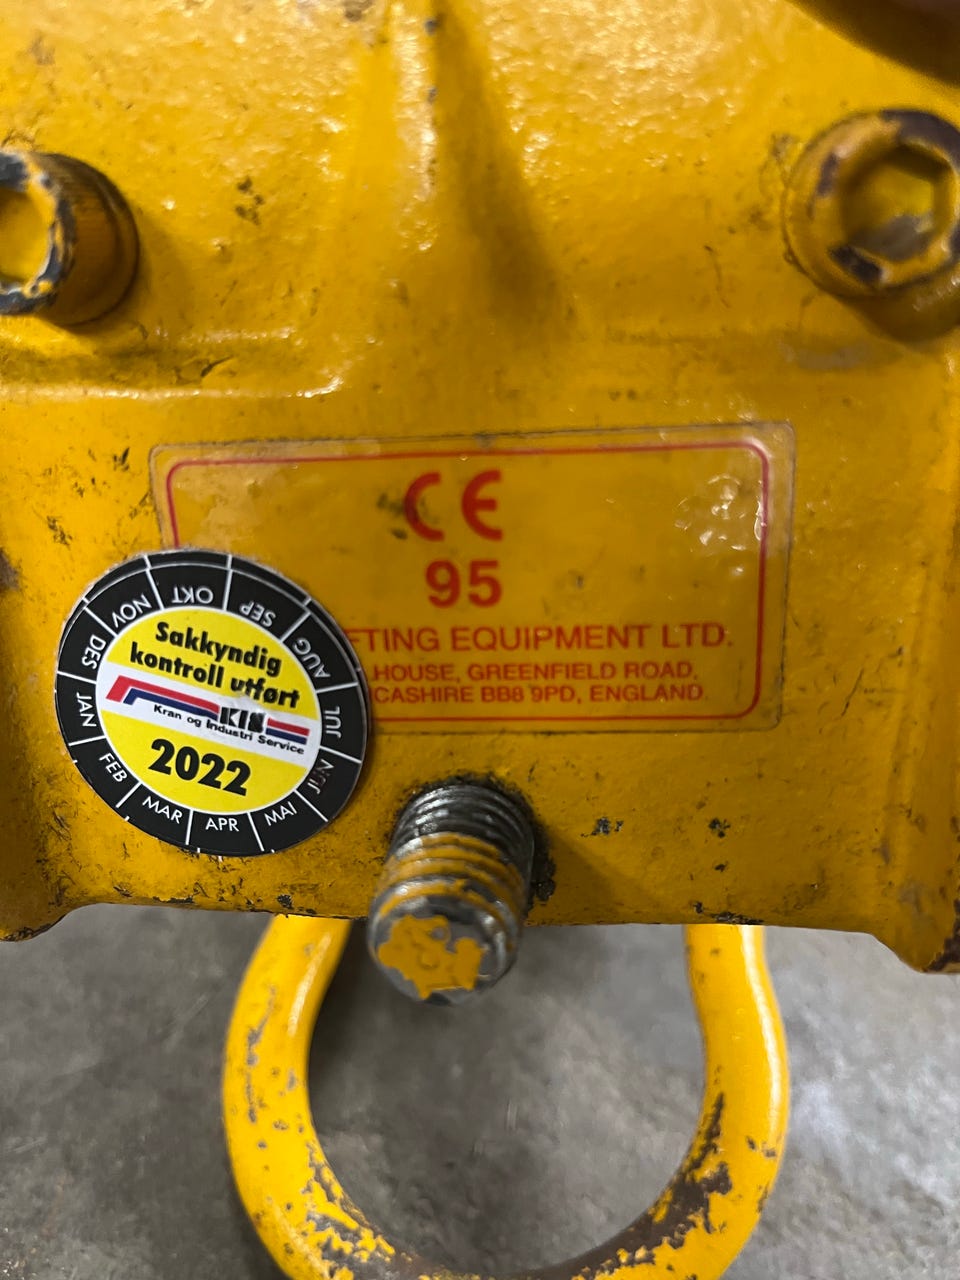 CE
95
FTING EQUIPMENT LTD.
HOUSE, GREENFIELD ROAD,
CASHIRE BB8 9PD, ENGLAND
Sakkyndig
kontroll utført
KIS
Kran og Industri Service
2022
JAN
FEB
MAR
APR
MAI
JUN
JUL
AUG
SEP
OKT
NOV
DES